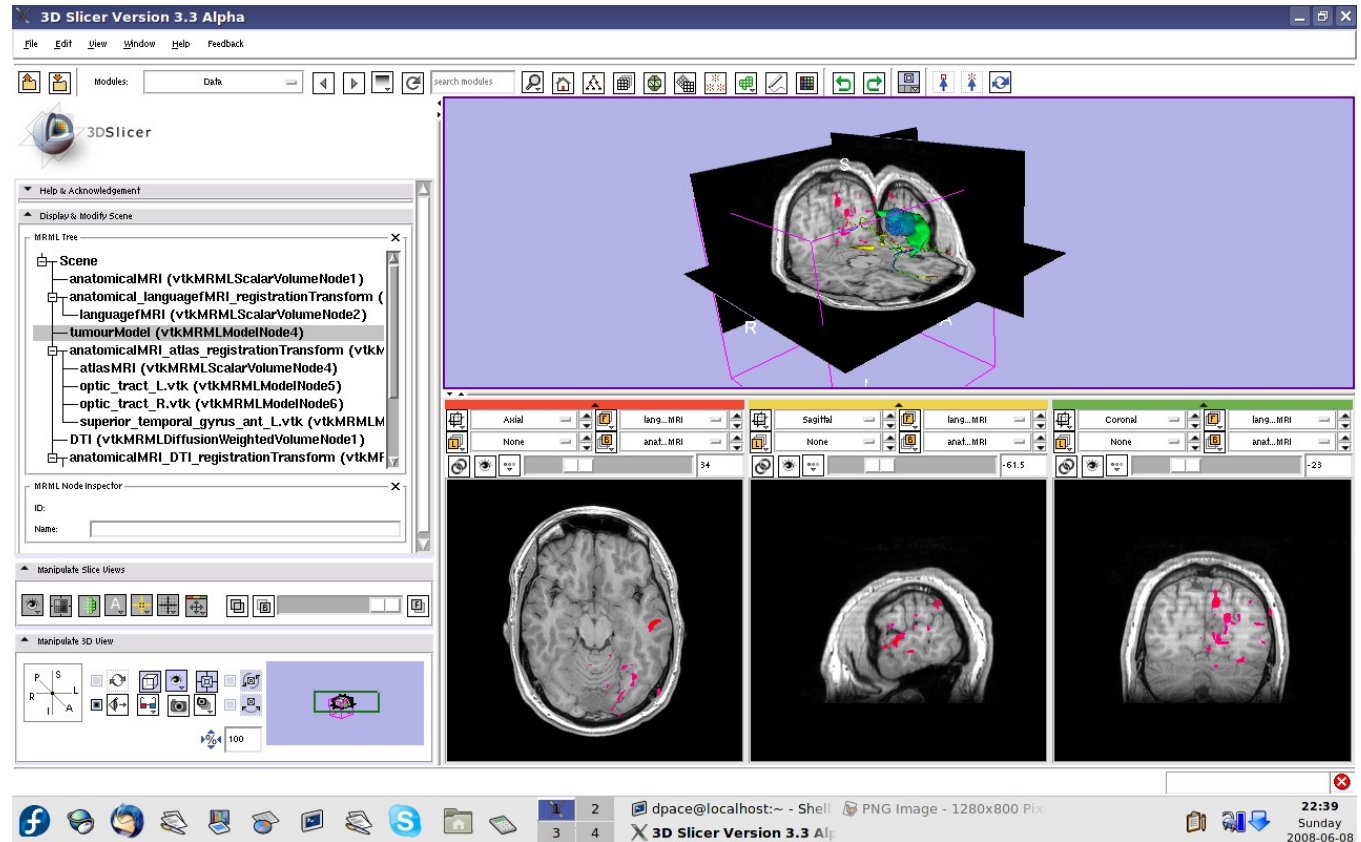 3D Slicer Version 3.3 Alpha
File Edit View Window Help Feedback
Modules: Data search modules
3DSlicer
Help & Acknowledgement
Display & Modify Scene
MRML Tree
Scene
anatomicalMRI (vtkMRMLScalarVolumeNode1)
anatomical_languagefMRI_registrationTransform (
languagefMRI (vtkMRMLScalarVolumeNode2)
tumourModel (vtkMRMLModelNode4)
anatomicalMRI_atlas_registrationTransform (vtkM
atlasMRI (vtkMRMLScalarVolumeNode4)
optic_tract_L.vtk (vtkMRMLModelNode5)
optic_tract_R.vtk (vtkMRMLModelNode6)
superior_temporal_gyrus_ant_L.vtk (vtkMRMLM
DTI (vtkMRMLDiffusionWeightedVolumeNode1)
anatomicalMRI_DTI_registrationTransform (vtkMF
MRML Node Inspector
ID:
Name:
Manipulate Slice Views
Manipulate 3D View
P S
R L
I A
100
S
R A
Axial F lang...MRI
None B anat...MRI
34
Sagittal F lang...MRI
None B anat...MRI
-61.5
Coronal F lang...MRI
None B anat...MRI
-23
1 2
3 4
dpace@localhost:~ - Shell
PNG Image - 1280x800 Pix
3D Slicer Version 3.3 Alp
22:39
Sunday
2008-06-08